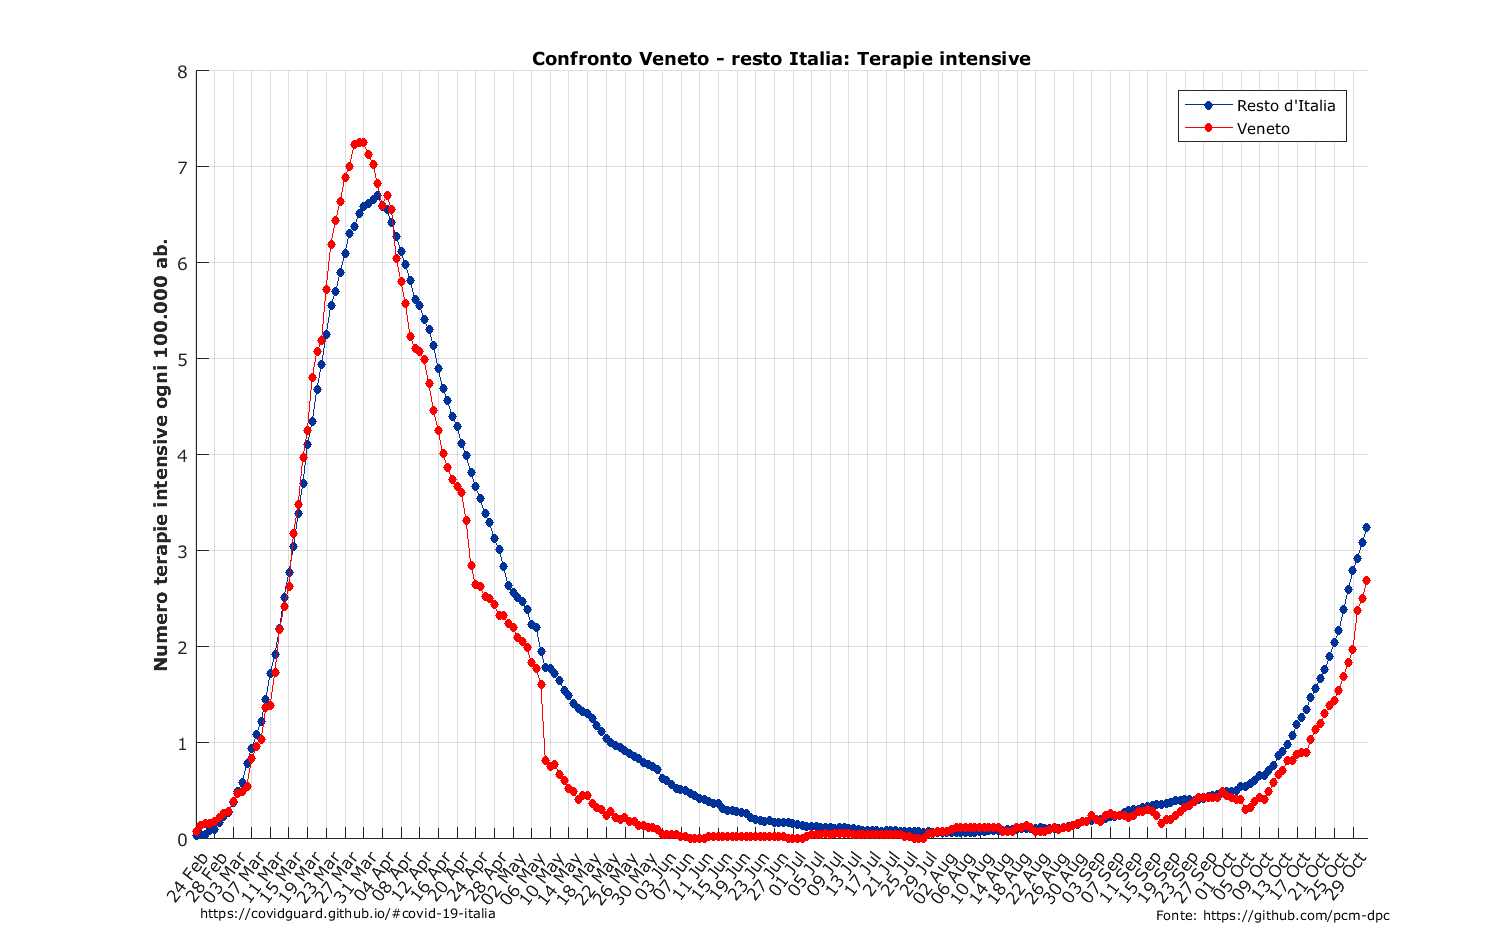 Confronto Veneto - resto Italia: Terapie intensive
Resto d'Italia
Veneto
Numero terapie intensive ogni 100.000 ab.
8
7
6
5
4
3
2
1
0
24 Feb
28 Feb
03 Mar
07 Mar
11 Mar
15 Mar
19 Mar
23 Mar
27 Mar
31 Mar
04 Apr
08 Apr
12 Apr
16 Apr
20 Apr
24 Apr
28 Apr
02 May
06 May
10 May
14 May
18 May
22 May
26 May
30 May
03 Jun
07 Jun
11 Jun
15 Jun
19 Jun
23 Jun
27 Jun
01 Jul
05 Jul
09 Jul
13 Jul
17 Jul
21 Jul
25 Jul
29 Jul
02 Aug
06 Aug
10 Aug
14 Aug
18 Aug
22 Aug
26 Aug
30 Aug
03 Sep
07 Sep
11 Sep
15 Sep
19 Sep
23 Sep
27 Sep
01 Oct
05 Oct
09 Oct
13 Oct
17 Oct
21 Oct
25 Oct
29 Oct
https://covidguard.github.io/#covid-19-italia
Fonte: https://github.com/pcm-dpc